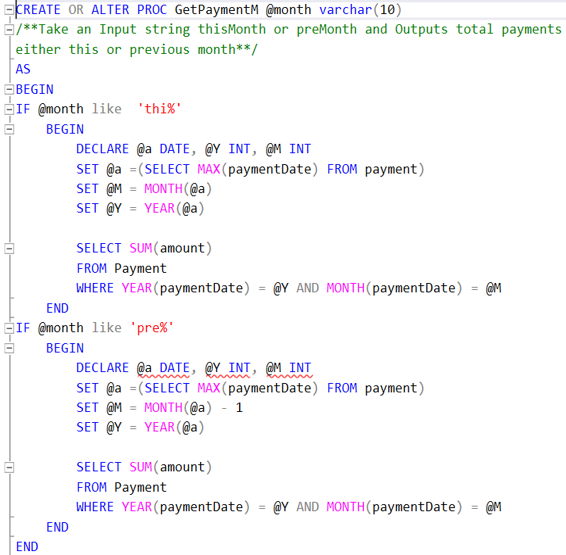 CREATE OR ALTER PROC GetPaymentM @month varchar(10)
/**Take an Input string thisMonth or preMonth and Outputs total payments
either this or previous month**/
AS
BEGIN
IF @month like  'thi%'
    BEGIN
        DECLARE @a DATE, @Y INT, @M INT
        SET @a =(SELECT MAX(paymentDate) FROM payment)
        SET @M = MONTH(@a)
        SET @Y = YEAR(@a)

        SELECT SUM(amount)
        FROM Payment
        WHERE YEAR(paymentDate) = @Y AND MONTH(paymentDate) = @M
    END
IF @month like 'pre%'
    BEGIN
        DECLARE @a DATE, @Y INT, @M INT
        SET @a =(SELECT MAX(paymentDate) FROM payment)
        SET @M = MONTH(@a) - 1
        SET @Y = YEAR(@a)

        SELECT SUM(amount)
        FROM Payment
        WHERE YEAR(paymentDate) = @Y AND MONTH(paymentDate) = @M
    END
END